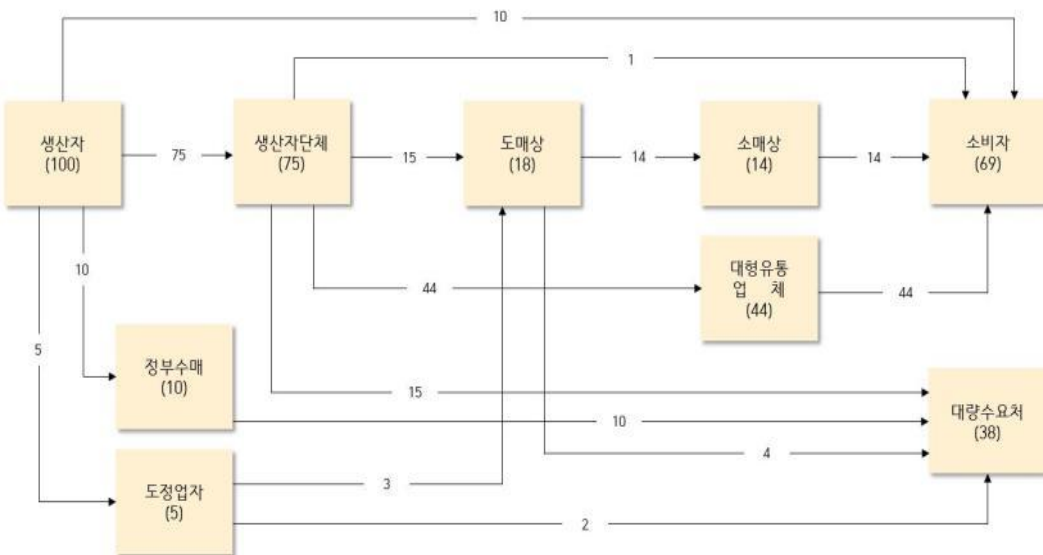 10
1
생산자
(100)
75
생산자단체
(75)
15
도매상
(18)
14
소매상
(14)
14
소비자
(69)
10
44
대형유통
업 체
(44)
44
5
정부수매
(10)
15
10
대량수요처
(38)
4
도정업자
(5)
3
2